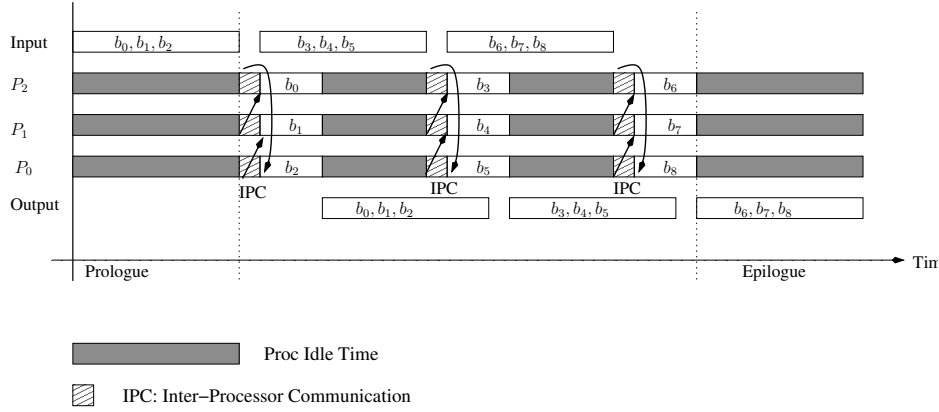 Input b₀, b₁, b₂ b₃, b₄, b₅ b₆, b₇, b₈
P₂ b₀ b₃ b₆
P₁ b₁ b₄ b₇
P₀ b₂ b₅ b₈
IPC IPC IPC
Output b₀, b₁, b₂ b₃, b₄, b₅ b₆, b₇, b₈
Prologue Epilogue Tim
Proc Idle Time
IPC: Inter−Processor Communication